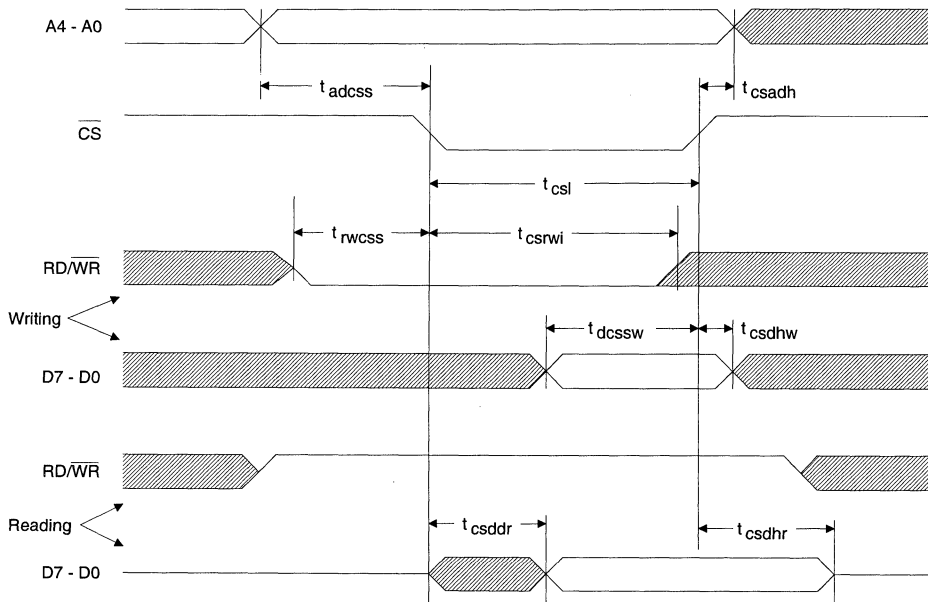 A4 - A0
t adcss
t csadh
CS
t csl
t rwcss
t csrwi
RD/WR
Writing
t dcssw
t csdhw
D7 - D0
RD/WR
Reading
t csddr
t csdhr
D7 - D0